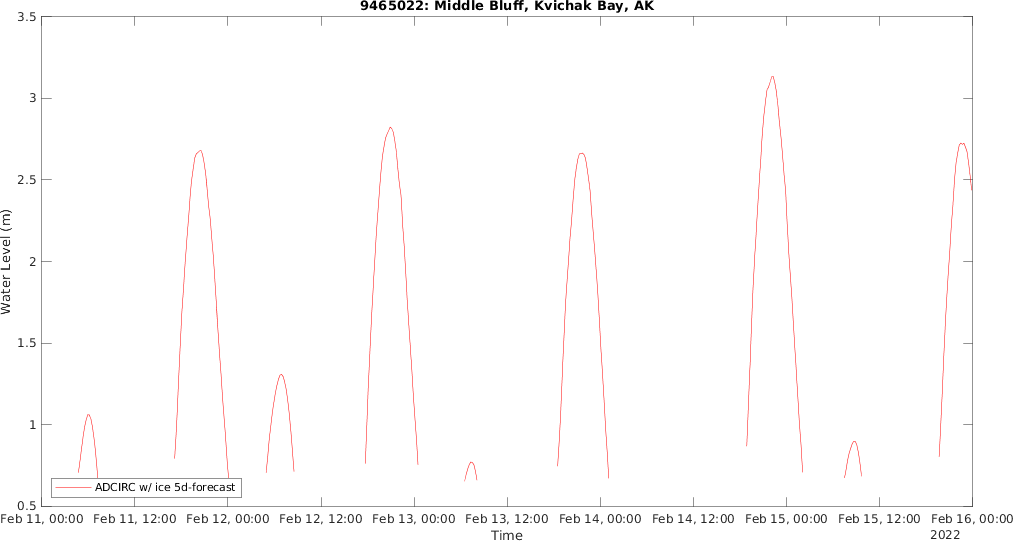 9465022: Middle Bluff, Kvichak Bay, AK
3.5
3
2.5
2
1.5
1
0.5
Water Level (m)
ADCIRC w/ ice 5d-forecast
Feb 11, 00:00 Feb 11, 12:00 Feb 12, 00:00 Feb 12, 12:00 Feb 13, 00:00 Feb 13, 12:00 Feb 14, 00:00 Feb 14, 12:00 Feb 15, 00:00 Feb 15, 12:00 Feb 16, 00:00
Time
2022